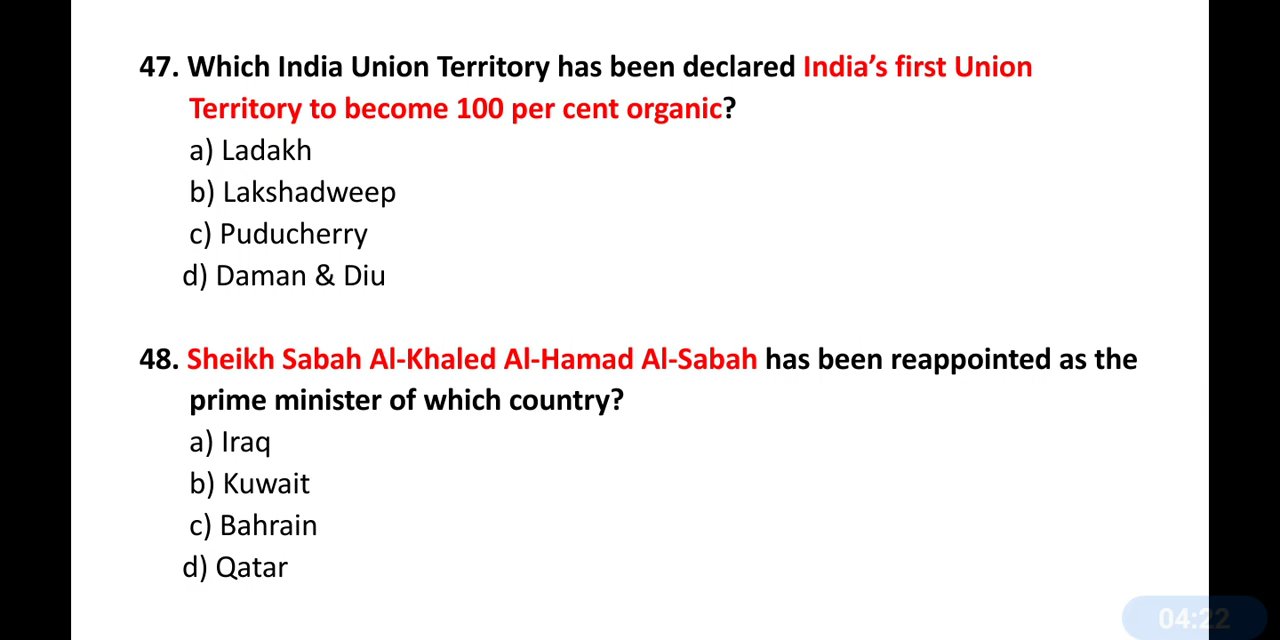 47. Which India Union Territory has been declared India’s first Union
Territory to become 100 per cent organic?
a) Ladakh
b) Lakshadweep
c) Puducherry
d) Daman & Diu
48. Sheikh Sabah Al-Khaled Al-Hamad Al-Sabah has been reappointed as the
prime minister of which country?
a) Iraq
b) Kuwait
c) Bahrain
d) Qatar
04:22